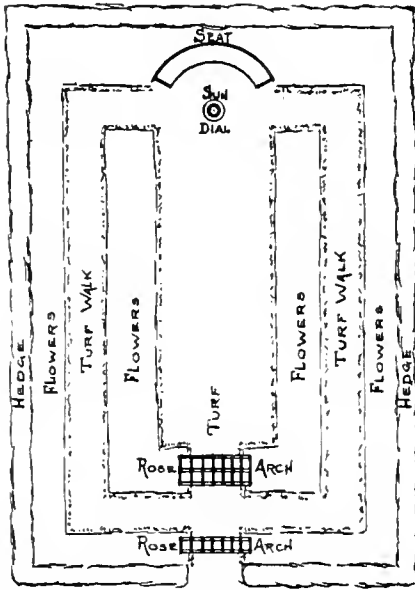 SEAT
SUN
DIAL
HEDGE
FLOWERS
TURF WALK
FLOWERS
TURF
FLOWERS
TURF WALK
FLOWERS
HEDGE
ROSE ARCH
ROSE ARCH